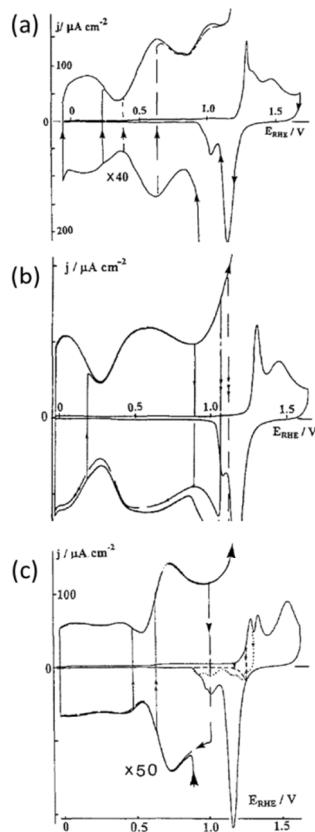 (a)
j/ μA cm⁻²
100
0
0 0.5 1.0 1.5
E_RHE / V
×40
200
(b)
j / μA cm⁻²
0
0 0.5 1.0 1.5
E_RHE / V
(c)
j / μA cm⁻²
100
0
×50
E_RHE / V
0 0.5 1.0 1.5